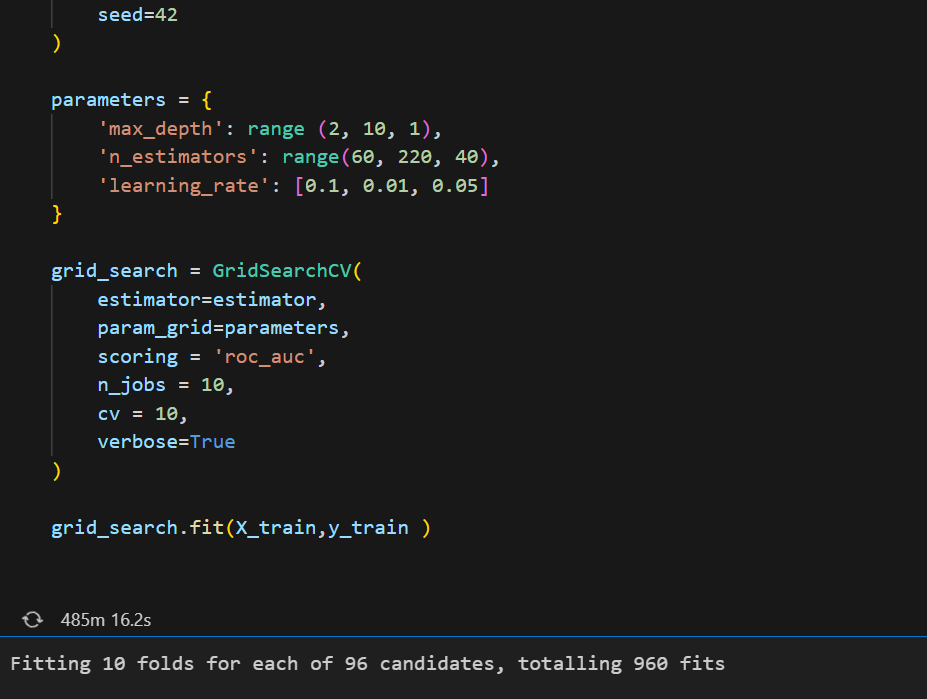 seed=42
)
parameters = {
'max_depth': range (2, 10, 1),
'n_estimators': range(60, 220, 40),
'learning_rate': [0.1, 0.01, 0.05]
}
grid_search = GridSearchCV(
estimator=estimator,
param_grid=parameters,
scoring = 'roc_auc',
n_jobs = 10,
cv = 10,
verbose=True
)
grid_search.fit(X_train,y_train )
485m 16.2s
Fitting 10 folds for each of 96 candidates, totalling 960 fits